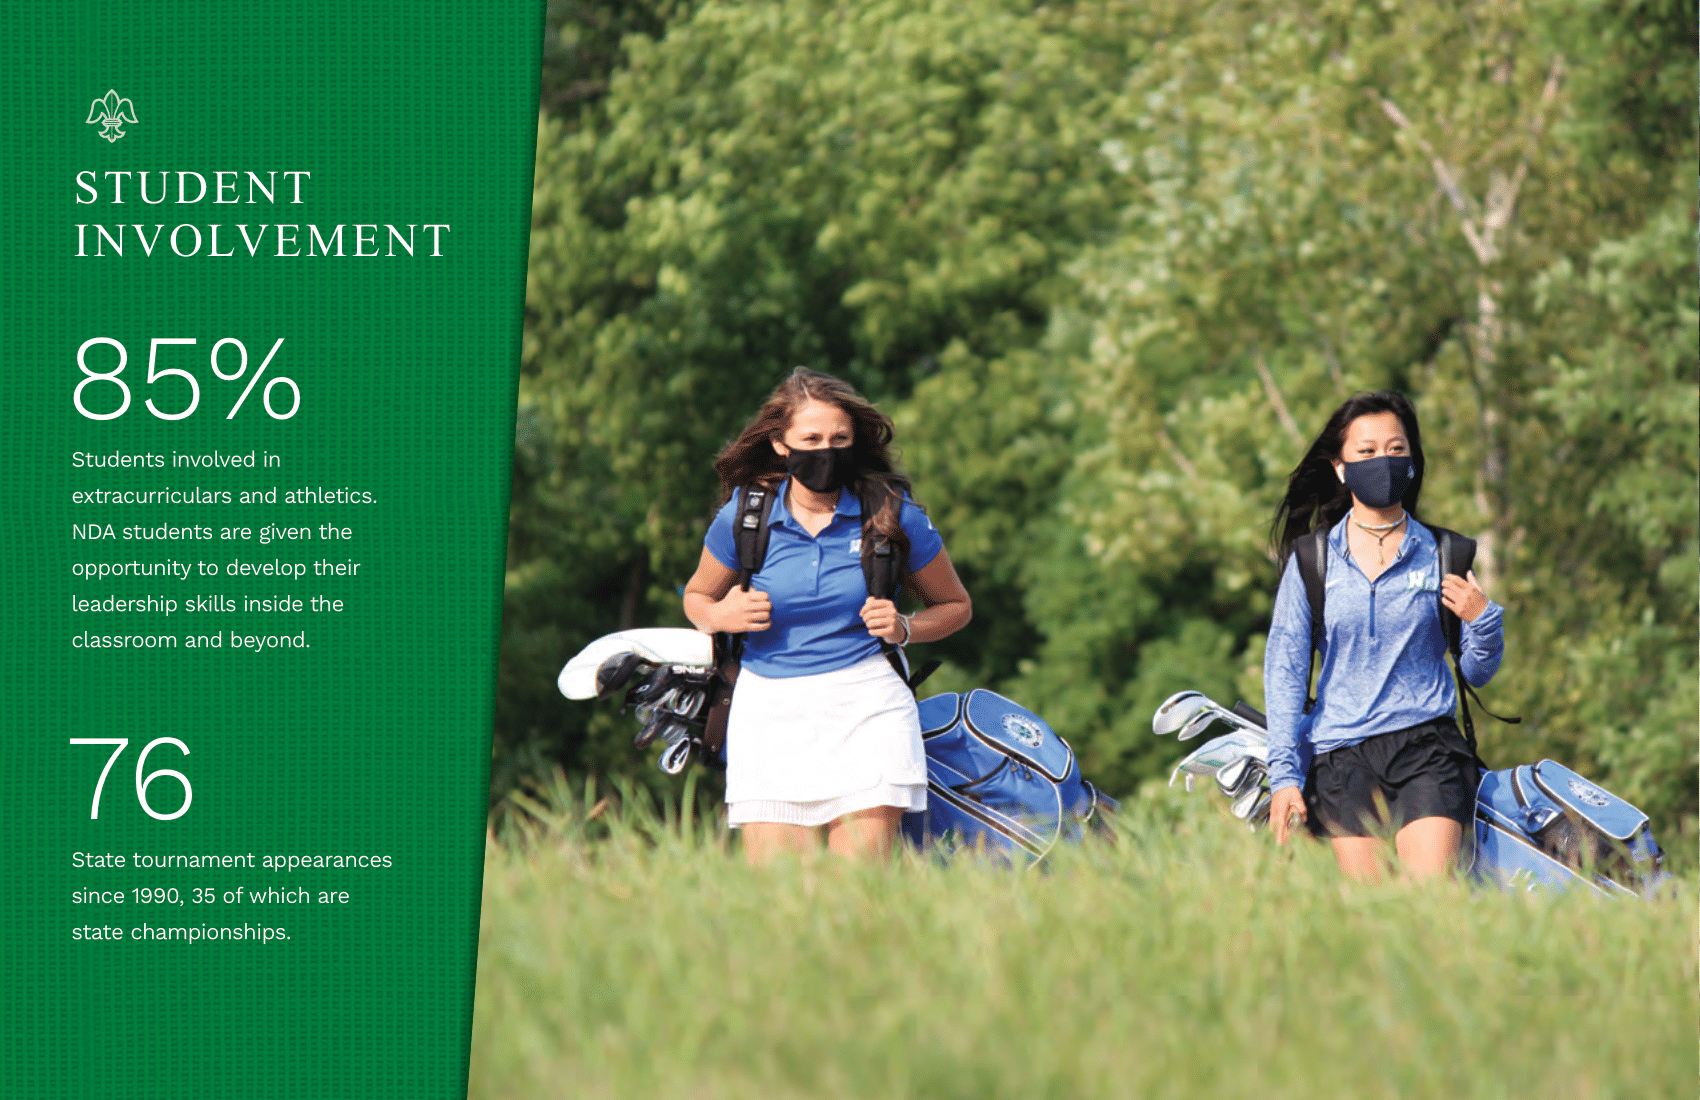 STUDENT
INVOLVEMENT
85%
Students involved in
extracurriculars and athletics.
NDA students are given the
opportunity to develop their
leadership skills inside the
classroom and beyond.
76
State tournament appearances
since 1990, 35 of which are
state championships.
PING
N
N